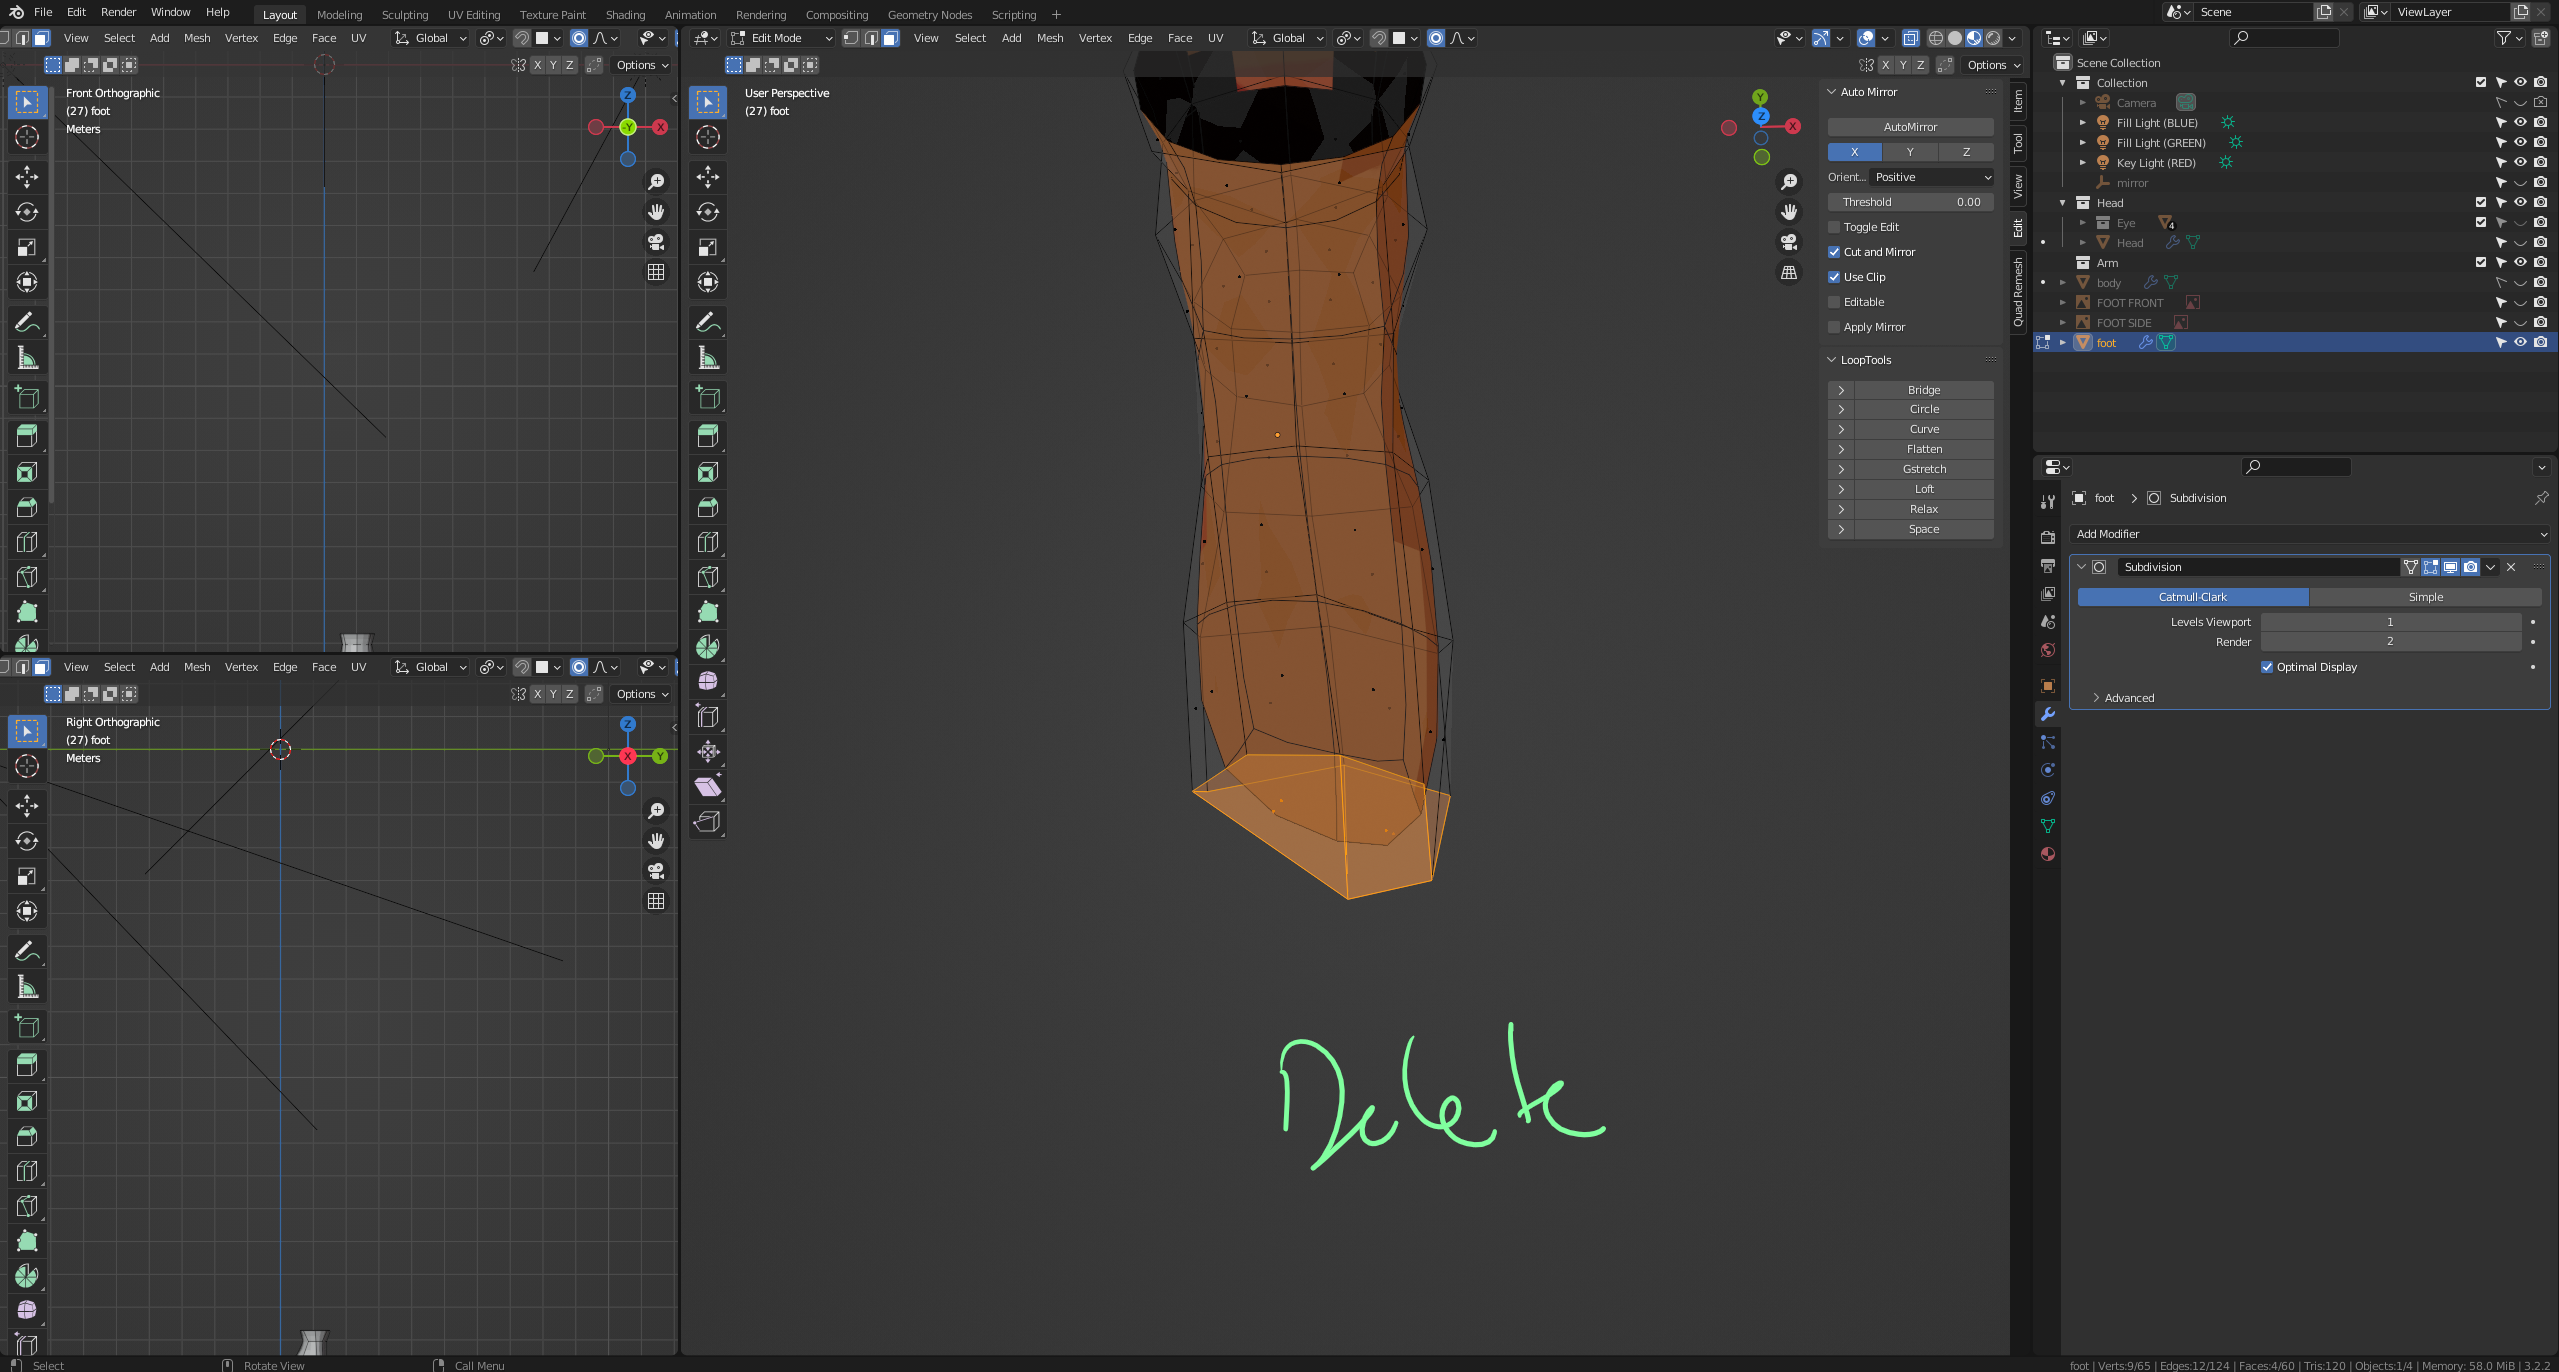 File Edit Render Window Help Layout Modeling Sculpting UV Editing Texture Paint Shading Animation Rendering Compositing Geometry Nodes Scripting + Scene ViewLayer
View Select Add Mesh Vertex Edge Face UV Global
X Y Z Options
Front Orthographic
(27) foot
Meters
Z
-Y
X
View Select Add Mesh Vertex Edge Face UV Global
X Y Z Options
Right Orthographic
(27) foot
Meters
Z
X
Y
Edit Mode View Select Add Mesh Vertex Edge Face UV Global
X Y Z Options
User Perspective
(27) foot
Y
Z
X
Delete
Auto Mirror
AutoMirror
X Y Z
Orient... Positive
Threshold 0.00
Toggle Edit
Cut and Mirror
Use Clip
Editable
Apply Mirror
LoopTools
Bridge
Circle
Curve
Flatten
Gstretch
Loft
Relax
Space
Item
Tool
View
Edit
Quad Remesh
Scene Collection
Collection
Camera
Fill Light (BLUE)
Fill Light (GREEN)
Key Light (RED)
mirror
Head
Eye 4
Head
Arm
body
FOOT FRONT
FOOT SIDE
foot
foot > Subdivision
Add Modifier
Subdivision
Catmull-Clark Simple
Levels Viewport 1
Render 2
Optimal Display
Advanced
Select Rotate View Call Menu
foot | Verts:9/65 | Edges:12/124 | Faces:4/60 | Tris:120 | Objects:1/4 | Memory: 58.0 MiB | 3.2.2